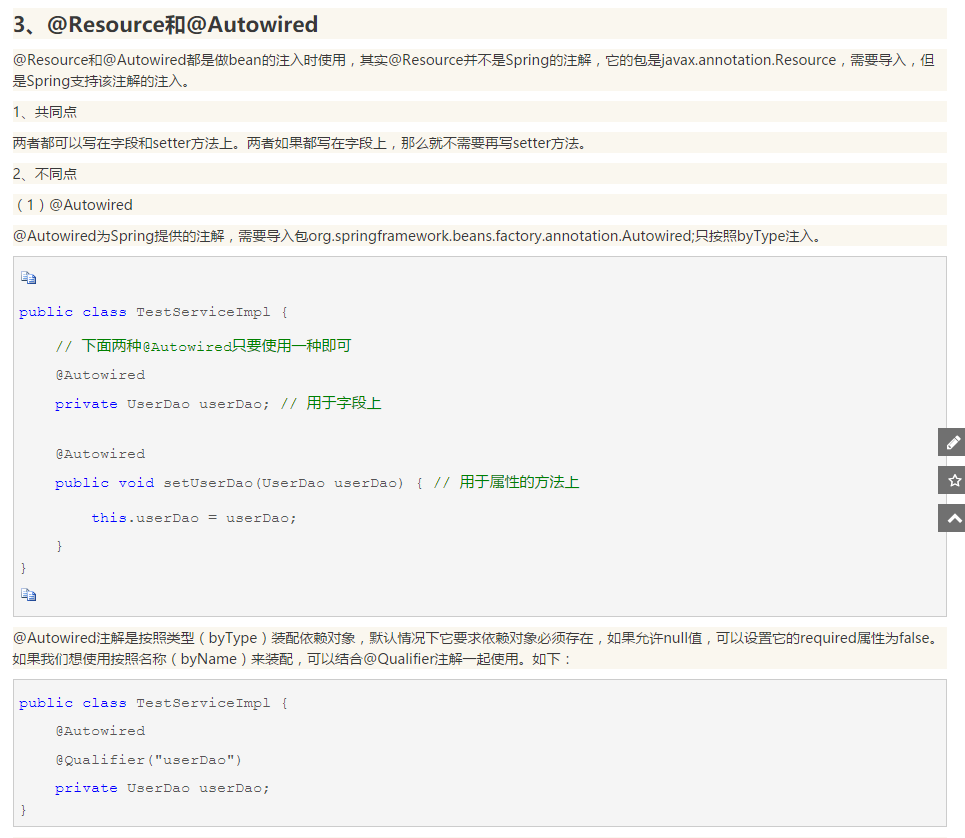 3、@Resource和@Autowired
@Resource和@Autowired都是做bean的注入时使用，其实@Resource并不是Spring的注解，它的包是javax.annotation.Resource，需要导入，但
是Spring支持该注解的注入。
1、共同点
两者都可以写在字段和setter方法上。两者如果都写在字段上，那么就不需要再写setter方法。
2、不同点
（1）@Autowired
@Autowired为Spring提供的注解，需要导入包org.springframework.beans.factory.annotation.Autowired;只按照byType注入。
public class TestServiceImpl {
// 下面两种@Autowired只要使用一种即可
@Autowired
private UserDao userDao; // 用于字段上
@Autowired
public void setUserDao(UserDao userDao) { // 用于属性的方法上
this.userDao = userDao;
}
}
@Autowired注解是按照类型（byType）装配依赖对象，默认情况下它要求依赖对象必须存在，如果允许null值，可以设置它的required属性为false。
如果我们想使用按照名称（byName）来装配，可以结合@Qualifier注解一起使用。如下：
public class TestServiceImpl {
@Autowired
@Qualifier("userDao")
private UserDao userDao;
}